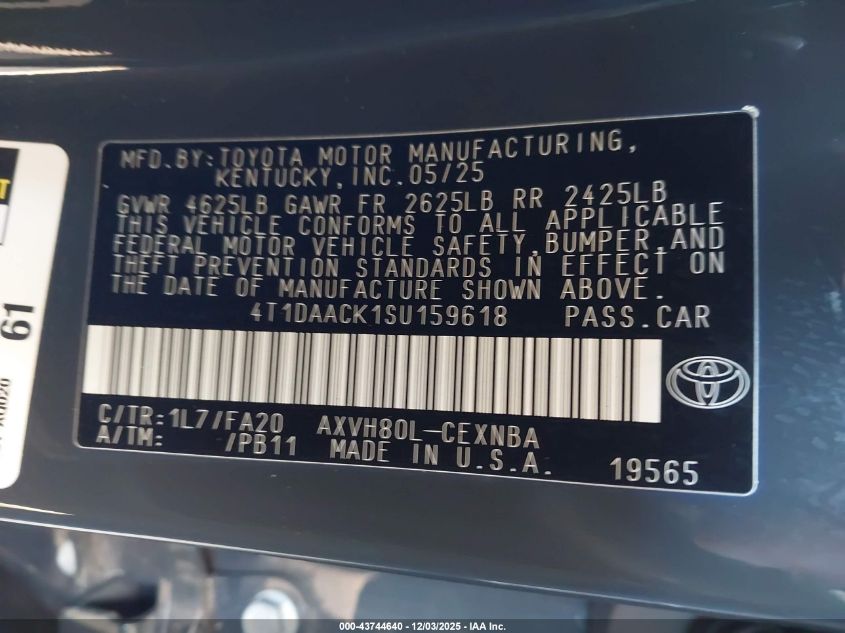 MFD.BY:TOYOTA MOTOR MANUFACTURING,
KENTUCKY,INC.05/25
GVWR 4625LB GAWR FR 2625LB RR 2425LB
THIS VEHICLE CONFORMS TO ALL APPLICABLE
FEDERAL MOTOR VEHICLE SAFETY,BUMPER,AND
THEFT PREVENTION STANDARDS IN EFFECT ON
THE DATE OF MANUFACTURE SHOWN ABOVE.
4T1DAACK1SU159618 PASS.CAR
C/TR:1L7/FA20 AXVH80L-CEXNBA
A/TM: /PB11 MADE IN U.S.A. 19565
61
000-43744640 - 12/03/2025 - IAA Inc.